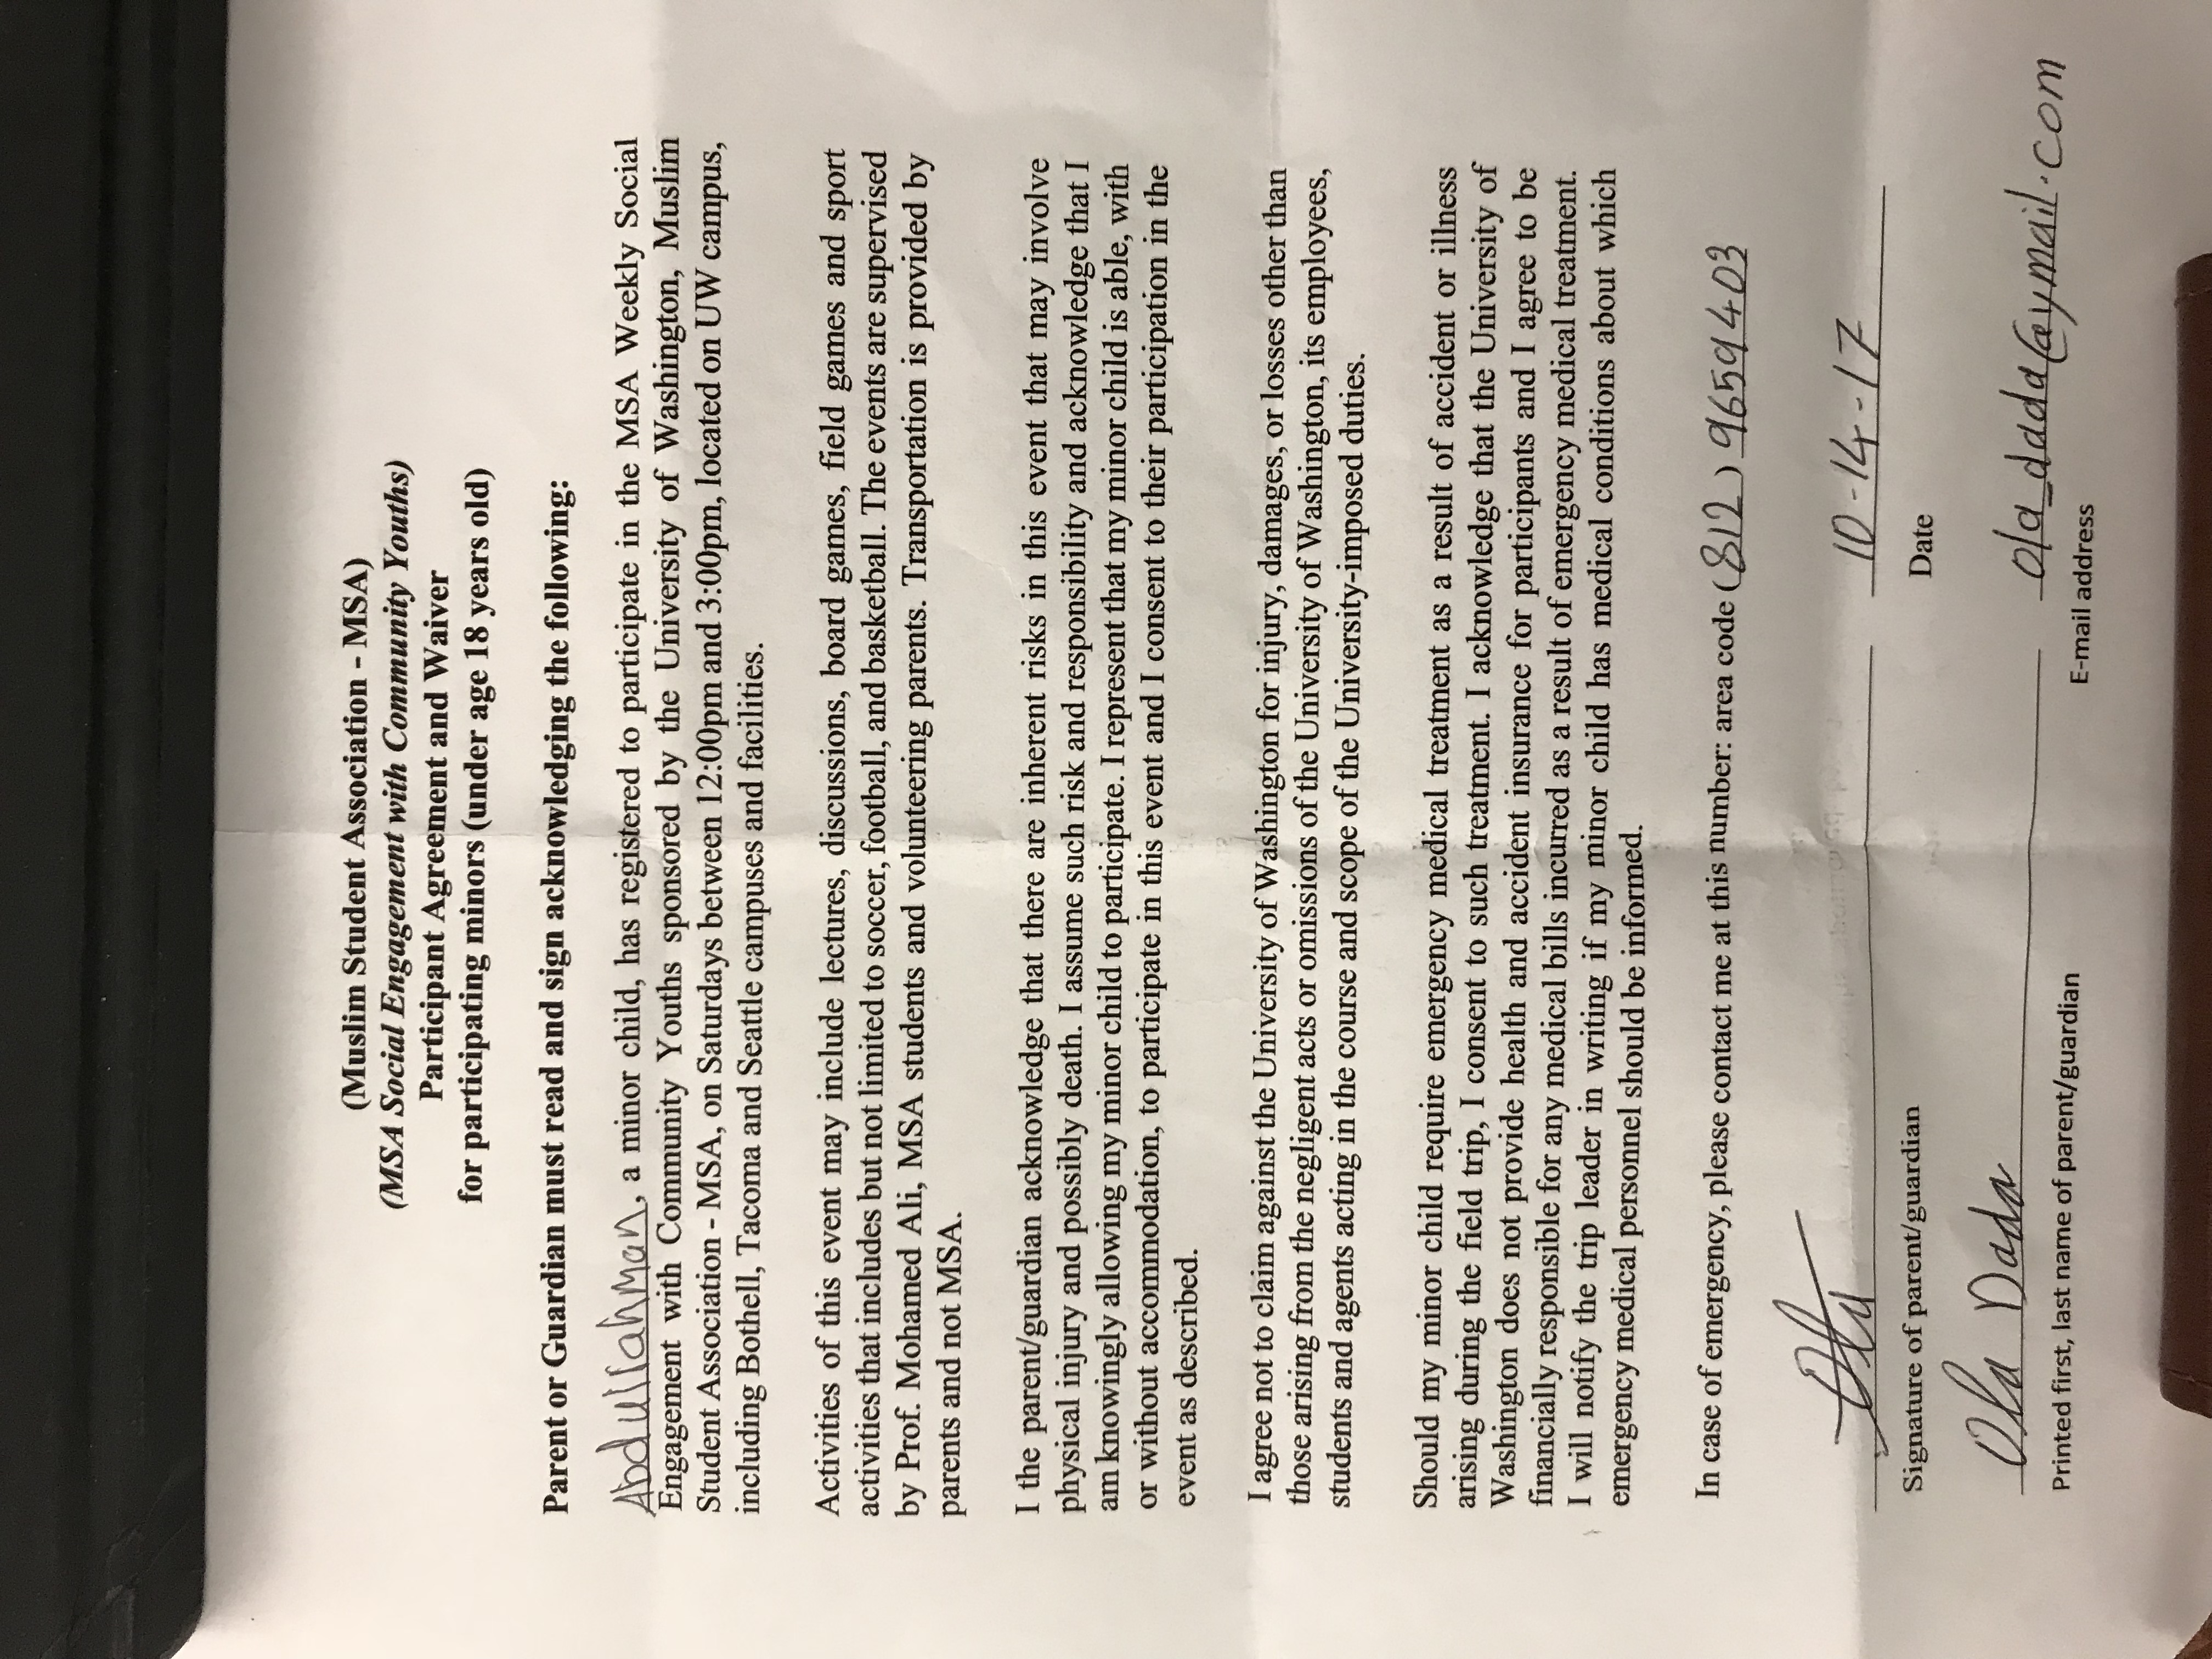 (Muslim Student Association - MSA)
(MSA Social Engagement with Community Youths)
Participant Agreement and Waiver
for participating minors (under age 18 years old)
Parent or Guardian must read and sign acknowledging the following:
Abdullrahman, a minor child, has registered to participate in the MSA Weekly Social
Engagement with Community Youths sponsored by the University of Washington, Muslim
Student Association - MSA, on Saturdays between 12:00pm and 3:00pm, located on UW campus,
including Bothell, Tacoma and Seattle campuses and facilities.
Activities of this event may include lectures, discussions, board games, field games and sport
activities that includes but not limited to soccer, football, and basketball. The events are supervised
by Prof. Mohamed Ali, MSA students and volunteering parents. Transportation is provided by
parents and not MSA.
I the parent/guardian acknowledge that there are inherent risks in this event that may involve
physical injury and possibly death. I assume such risk and responsibility and acknowledge that I
am knowingly allowing my minor child to participate. I represent that my minor child is able, with
or without accommodation, to participate in this event and I consent to their participation in the
event as described.
I agree not to claim against the University of Washington for injury, damages, or losses other than
those arising from the negligent acts or omissions of the University of Washington, its employees,
students and agents acting in the course and scope of the University-imposed duties.
Should my minor child require emergency medical treatment as a result of accident or illness
arising during the field trip, I consent to such treatment. I acknowledge that the University of
Washington does not provide health and accident insurance for participants and I agree to be
financially responsible for any medical bills incurred as a result of emergency medical treatment.
I will notify the trip leader in writing if my minor child has medical conditions about which
emergency medical personnel should be informed.
In case of emergency, please contact me at this number: area code (812) 9659403
Ola 10-14-17
Signature of parent/guardian Date
Ola Dada ola_dada@ymail.com
Printed first, last name of parent/guardian E-mail address